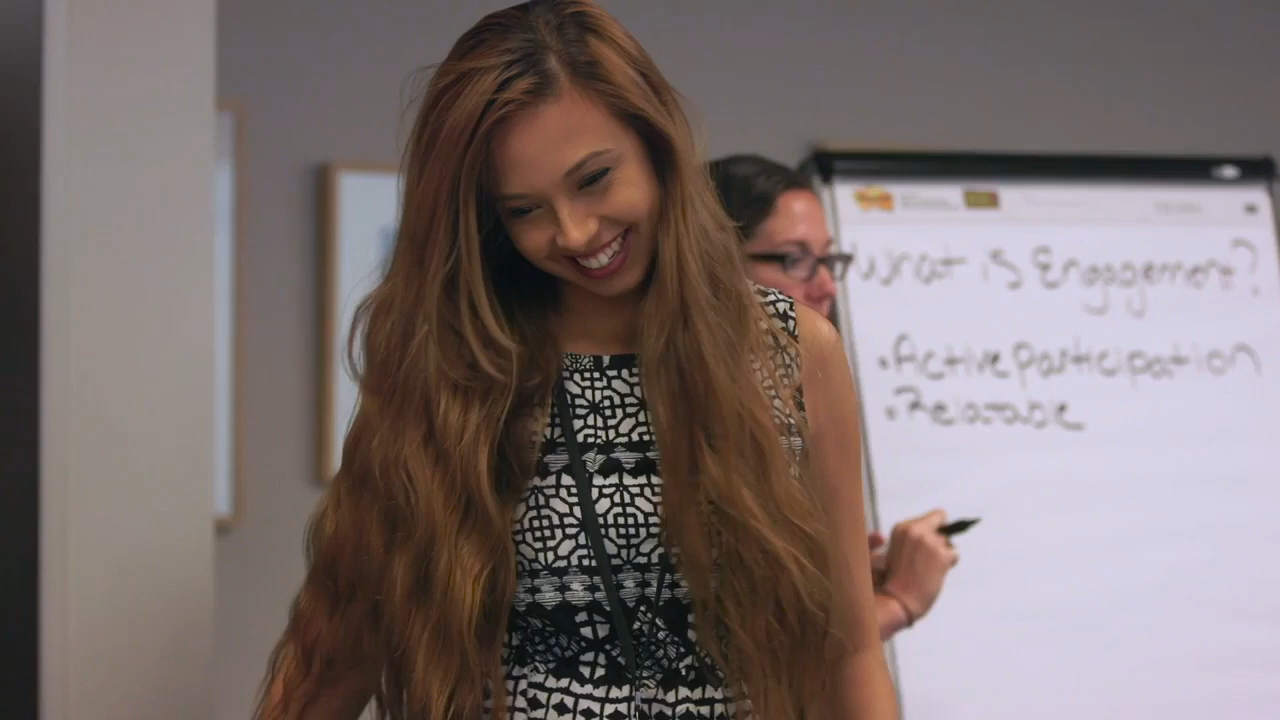 What is Engagement?
• Active participation
• Relatable